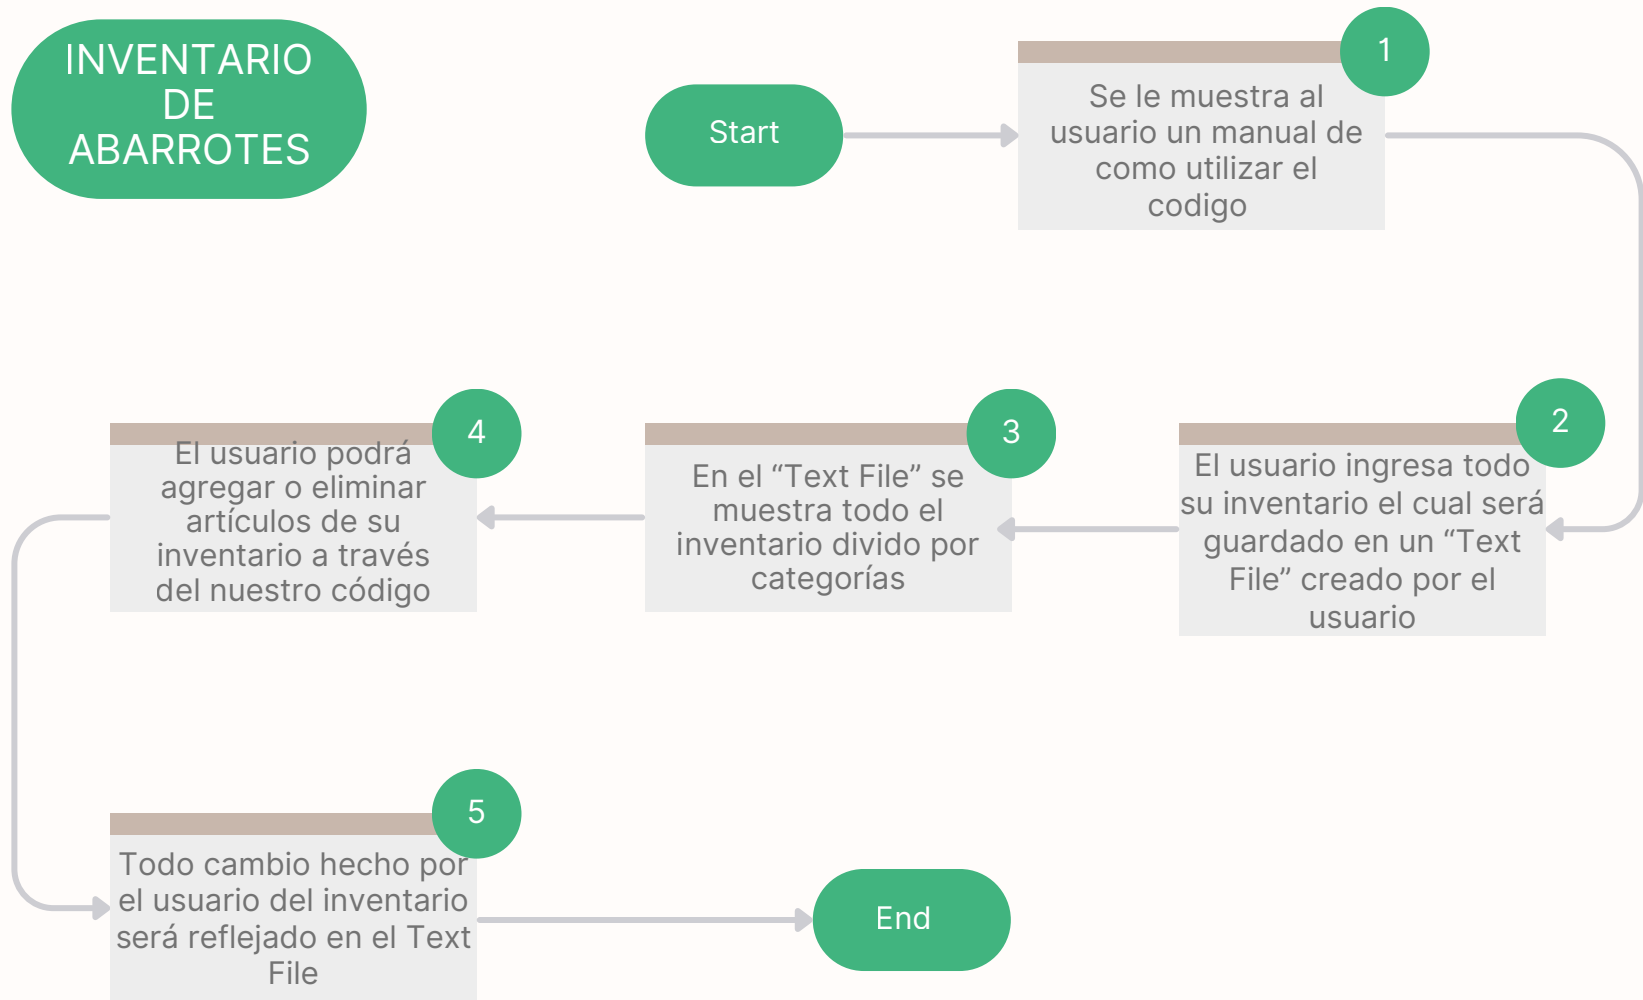 INVENTARIO
DE
ABARROTES
Start
1
Se le muestra al
usuario un manual de
como utilizar el
codigo
2
El usuario ingresa todo
su inventario el cual será
guardado en un “Text
File” creado por el
usuario
3
En el “Text File” se
muestra todo el
inventario divido por
categorías
4
El usuario podrá
agregar o eliminar
artículos de su
inventario a través
del nuestro código
5
Todo cambio hecho por
el usuario del inventario
será reflejado en el Text
File
End